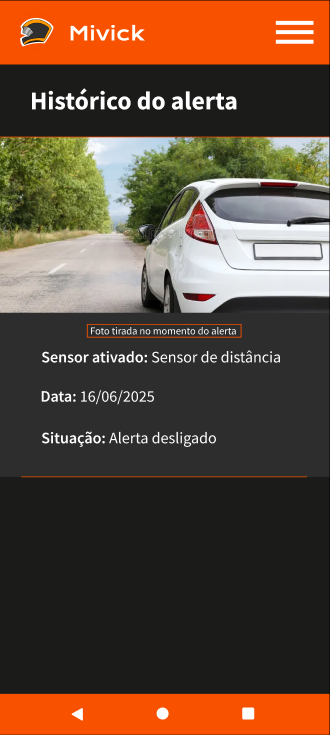 Mivick
Histórico do alerta
Foto tirada no momento do alerta
Sensor ativado: Sensor de distância
Data: 16/06/2025
Situação: Alerta desligado